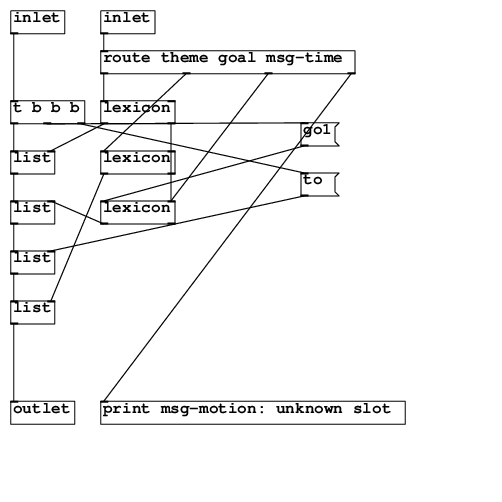 inlet
inlet
route theme goal msg-time
t b b b
lexicon
go1
list
lexicon
to
list
lexicon
list
list
outlet
print msg-motion: unknown slot